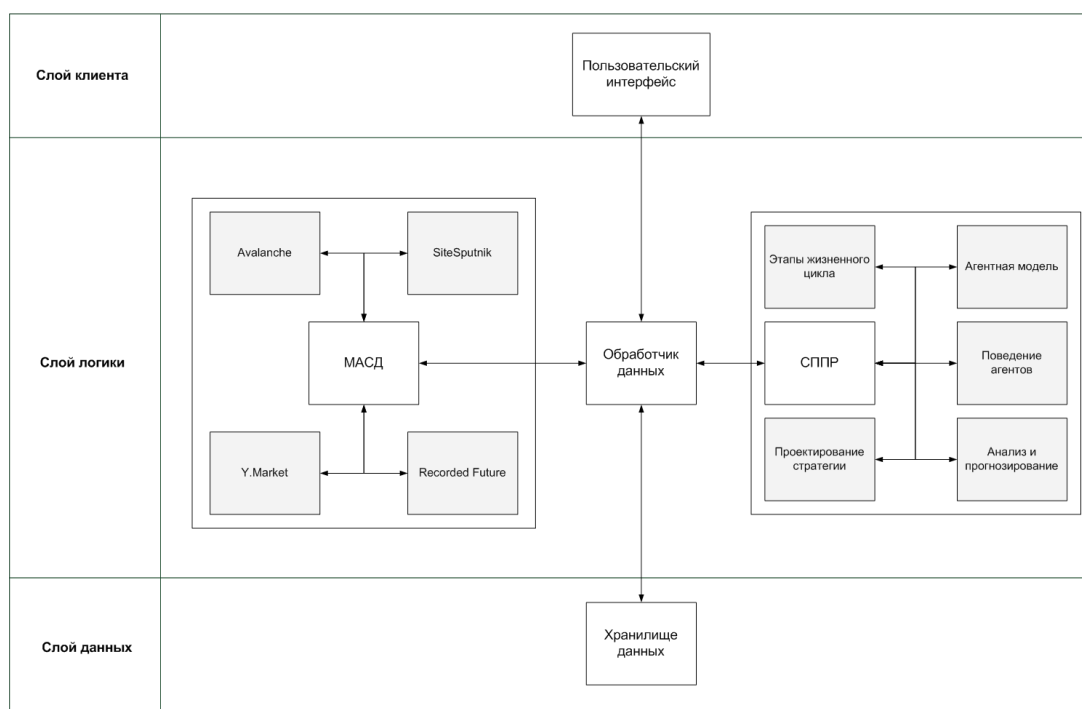 Слой клиента
Пользовательский
интерфейс
Слой логики
Avalanche
SiteSputnik
МАСД
Y.Market
Recorded Future
Обработчик
данных
Этапы жизненного
цикла
Агентная модель
СППР
Поведение
агентов
Проектирование
стратегии
Анализ и
прогнозирование
Слой данных
Хранилище
данных